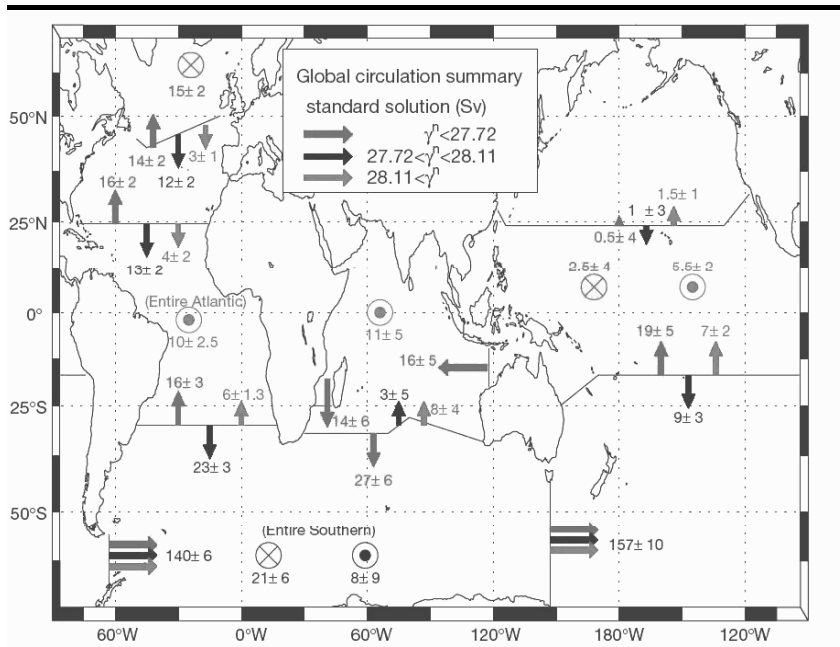 Global circulation summary
standard solution (Sv)
γⁿ<27.72
27.72<γⁿ<28.11
28.11<γⁿ
15± 2
50°N
14± 2
3± 1
12± 2
16± 2
1.5± 1
1 ± 3
25°N
0.5± 4
4± 2
13± 2
2.5± 4
5.5± 2
(Entire Atlantic)
0°
10± 2.5
11± 5
19± 5
7± 2
16± 5
16± 3
6± 1.3
3± 5
25°S
14± 6
8± 4
9± 3
23± 3
27± 6
50°S
(Entire Southern)
140± 6
157± 10
21± 6
8± 9
60°W
0°W
60°W
120°W
180°W
120°W